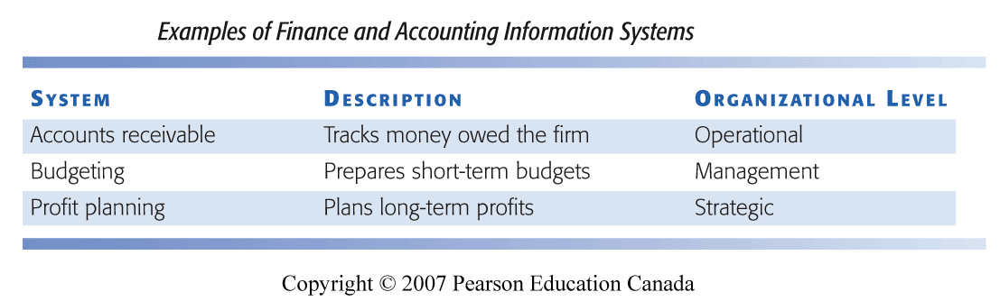 Examples of Finance and Accounting Information Systems
SYSTEM DESCRIPTION ORGANIZATIONAL LEVEL
Accounts receivable Tracks money owed the firm Operational
Budgeting Prepares short-term budgets Management
Profit planning Plans long-term profits Strategic
Copyright © 2007 Pearson Education Canada